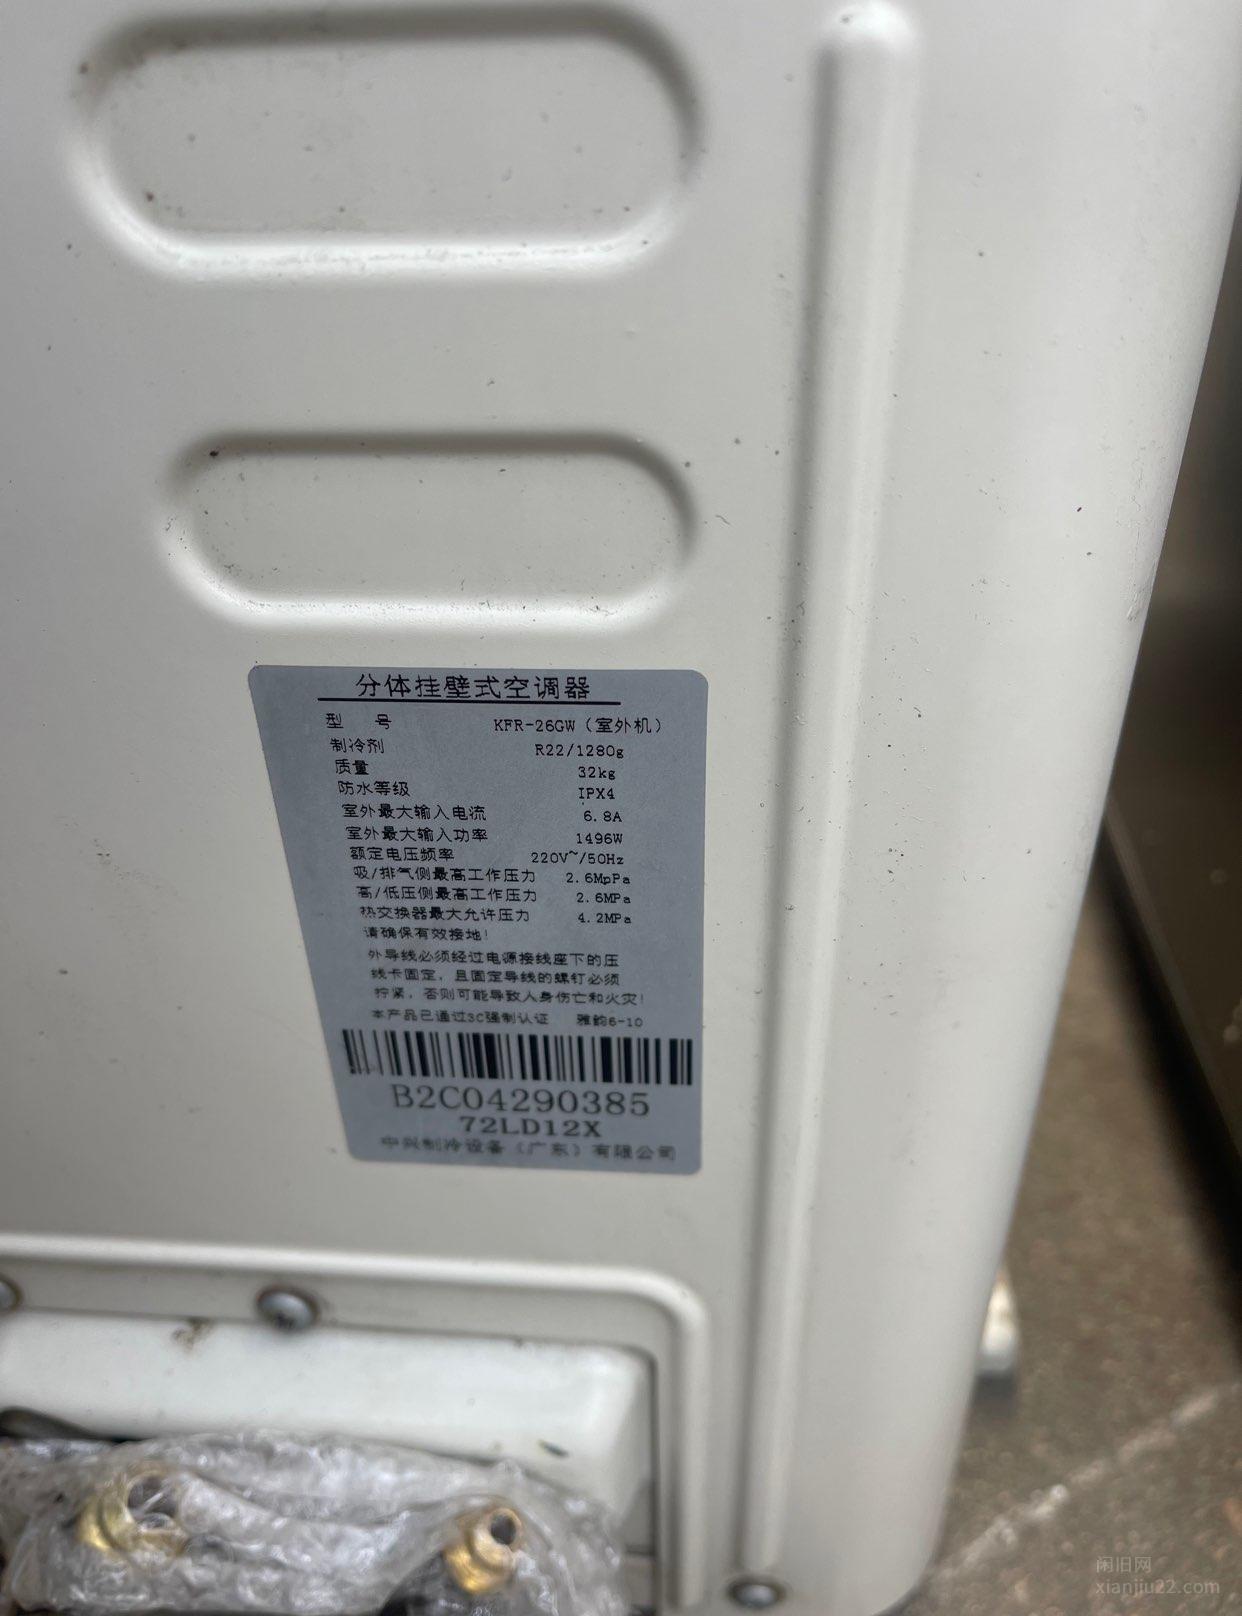 分体挂壁式空调器
型 号 KFR-26GW（室外机）
制冷剂 R22/1280g
质量 32kg
防水等级 IPX4
室外最大输入电流 6.8A
室外最大输入功率 1496W
额定电压频率 220V~/50Hz
吸/排气侧最高工作压力 2.6MpPa
高/低压侧最高工作压力 2.6MPa
热交换器最大允许压力 4.2MPa
请确保有效接地!
外导线必须经过电源接线座下的压
线卡固定，且固定导线的螺钉必须
拧紧，否则可能导致人身伤亡和火灾!
本产品已通过3C强制认证 雅韵6-10
B2C04290385
72LD12X
中兴制冷设备（广东）有限公司
闲旧网
xianjiu22.com